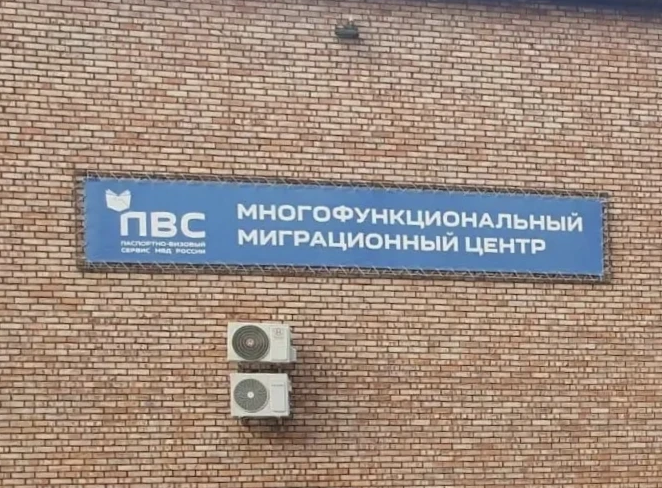 ПВС
ПАСПОРТНО-ВИЗОВЫЙ
СЕРВИС МВД РОССИИ
МНОГОФУНКЦИОНАЛЬНЫЙ
МИГРАЦИОННЫЙ ЦЕНТР